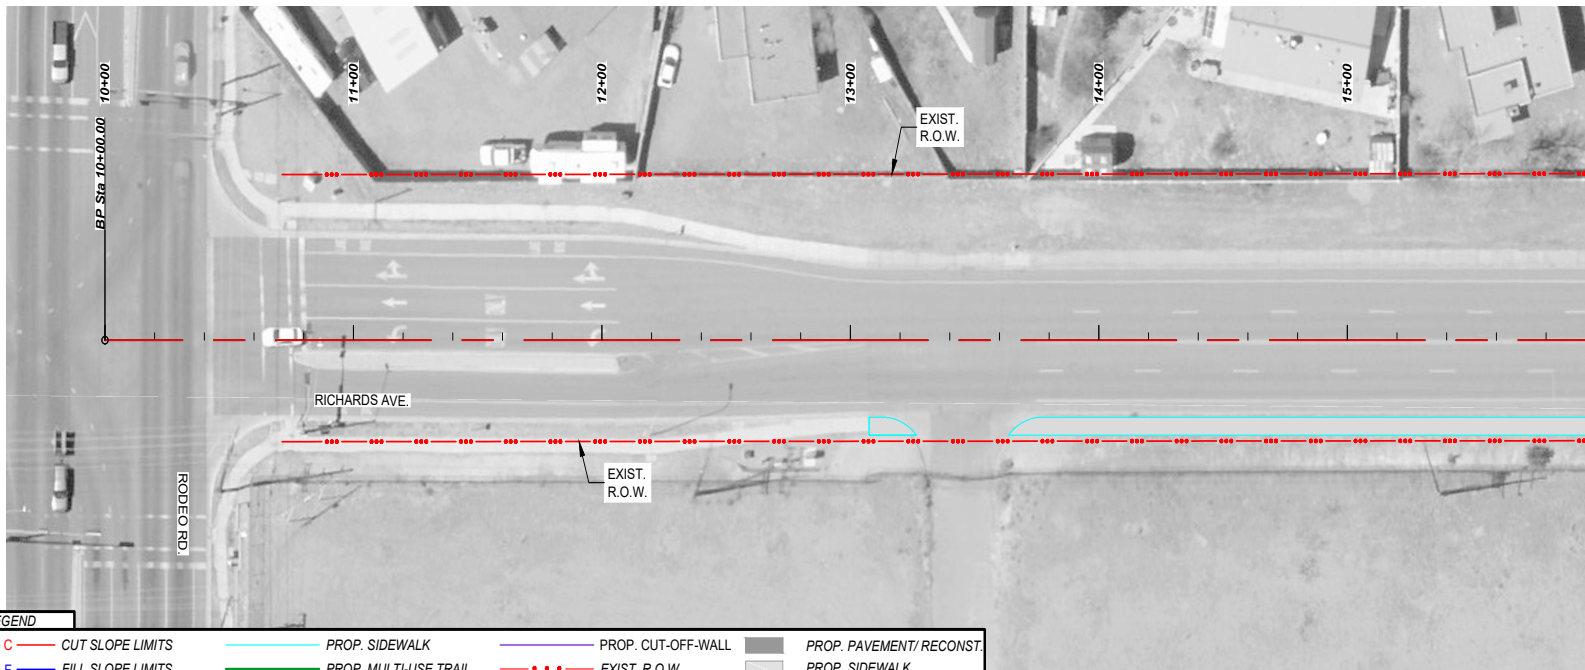 10+00
11+00
12+00
13+00
14+00
15+00
BP Sta 10+00.00
EXIST.
R.O.W.
RICHARDS AVE.
EXIST.
R.O.W.
RODEO RD.
C CUT SLOPE LIMITS
PROP. SIDEWALK
PROP. CUT-OFF-WALL
PROP. PAVEMENT/ RECONST.
F FILL SLOPE LIMITS
PROP. MULTI-USE TRAIL
EXIST. R.O.W.
PROP. SIDEWALK